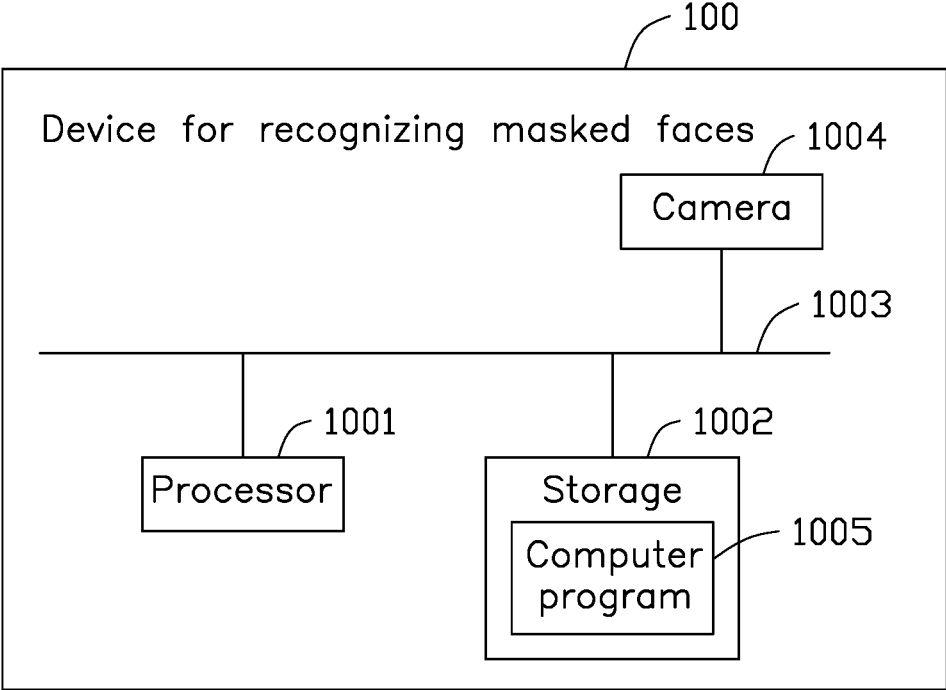 100
Device for recognizing masked faces
1004
Camera
1003
1001
1002
Processor
Storage
1005
Computer
program